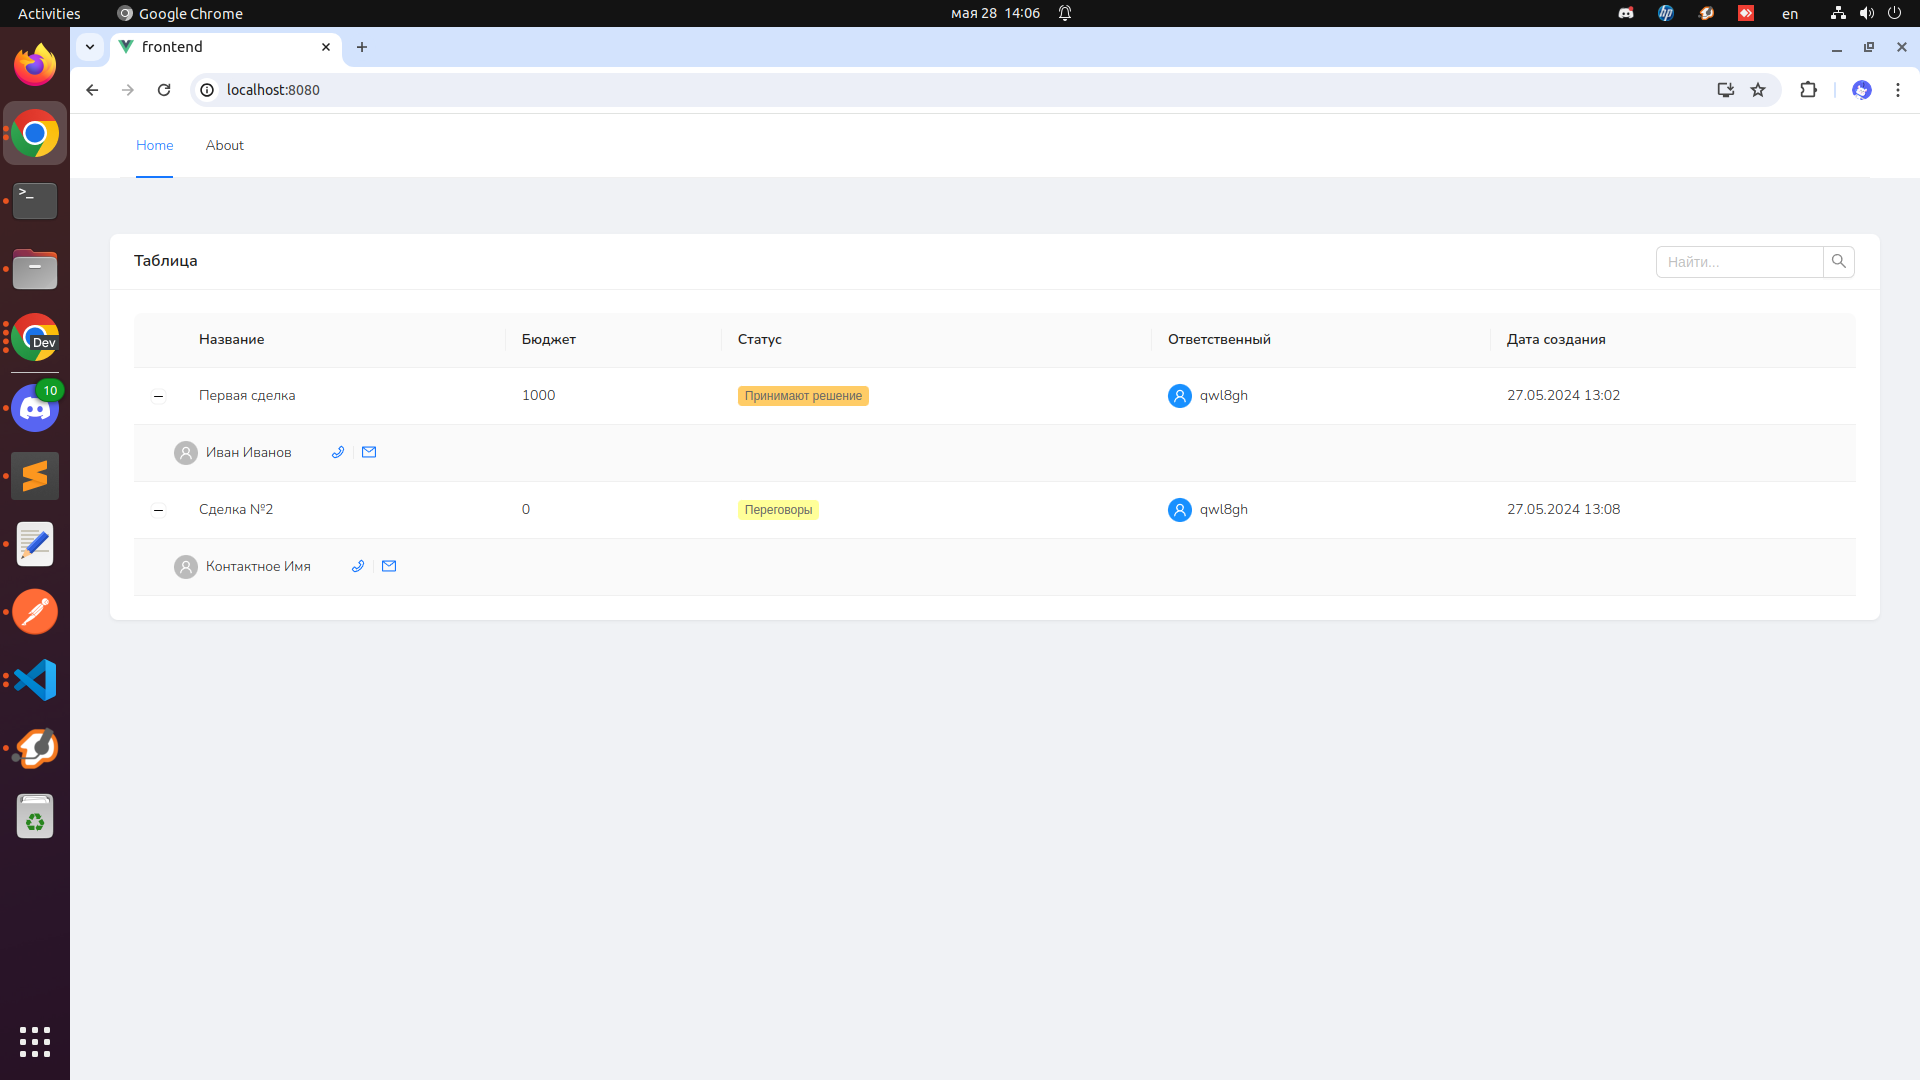 Activities Google Chrome мая 28 14:06 en
frontend
localhost:8080
Home About
Таблица Найти...
Название Бюджет Статус Ответственный Дата создания
Первая сделка 1000 Принимают решение qwl8gh 27.05.2024 13:02
Иван Иванов
Сделка №2 0 Переговоры qwl8gh 27.05.2024 13:08
Контактное Имя
Dev
10
hp